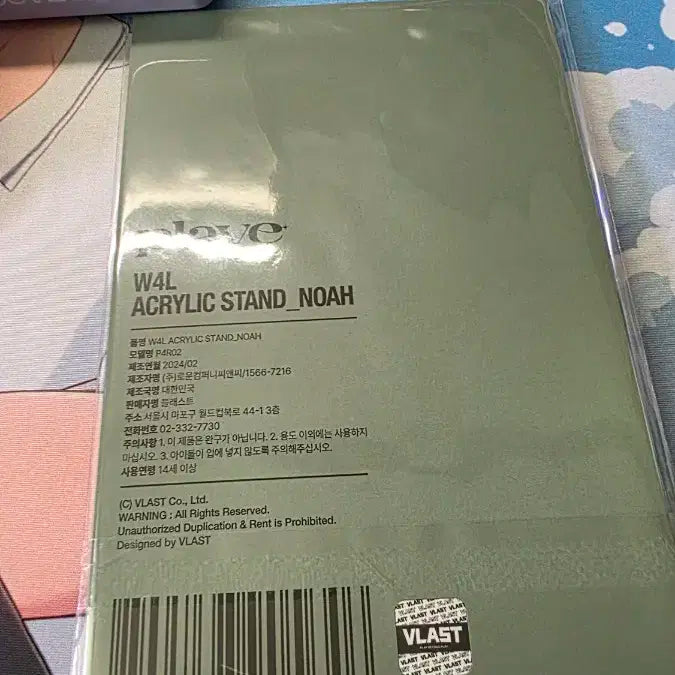 plave
W4L
ACRYLIC STAND_NOAH
품명 W4L ACRYLIC STAND_NOAH
모델명 P4R02
제조연월 2024/02
제조자명 (주)로운컴퍼니씨앤씨/1566-7216
제조국명 대한민국
판매자명 블래스트
주소 서울시 마포구 월드컵북로 44-1 3층
전화번호 02-332-7730
주의사항 1. 이 제품은 완구가 아닙니다. 2. 용도 이외에는 사용하지
마십시오. 3. 아이들이 입에 넣지 않도록 주의해주십시오.
사용연령 14세 이상
(C) VLAST Co., Ltd.
WARNING : All Rights Reserved.
Unauthorized Duplication & Rent is Prohibited.
Designed by VLAST
VLAST